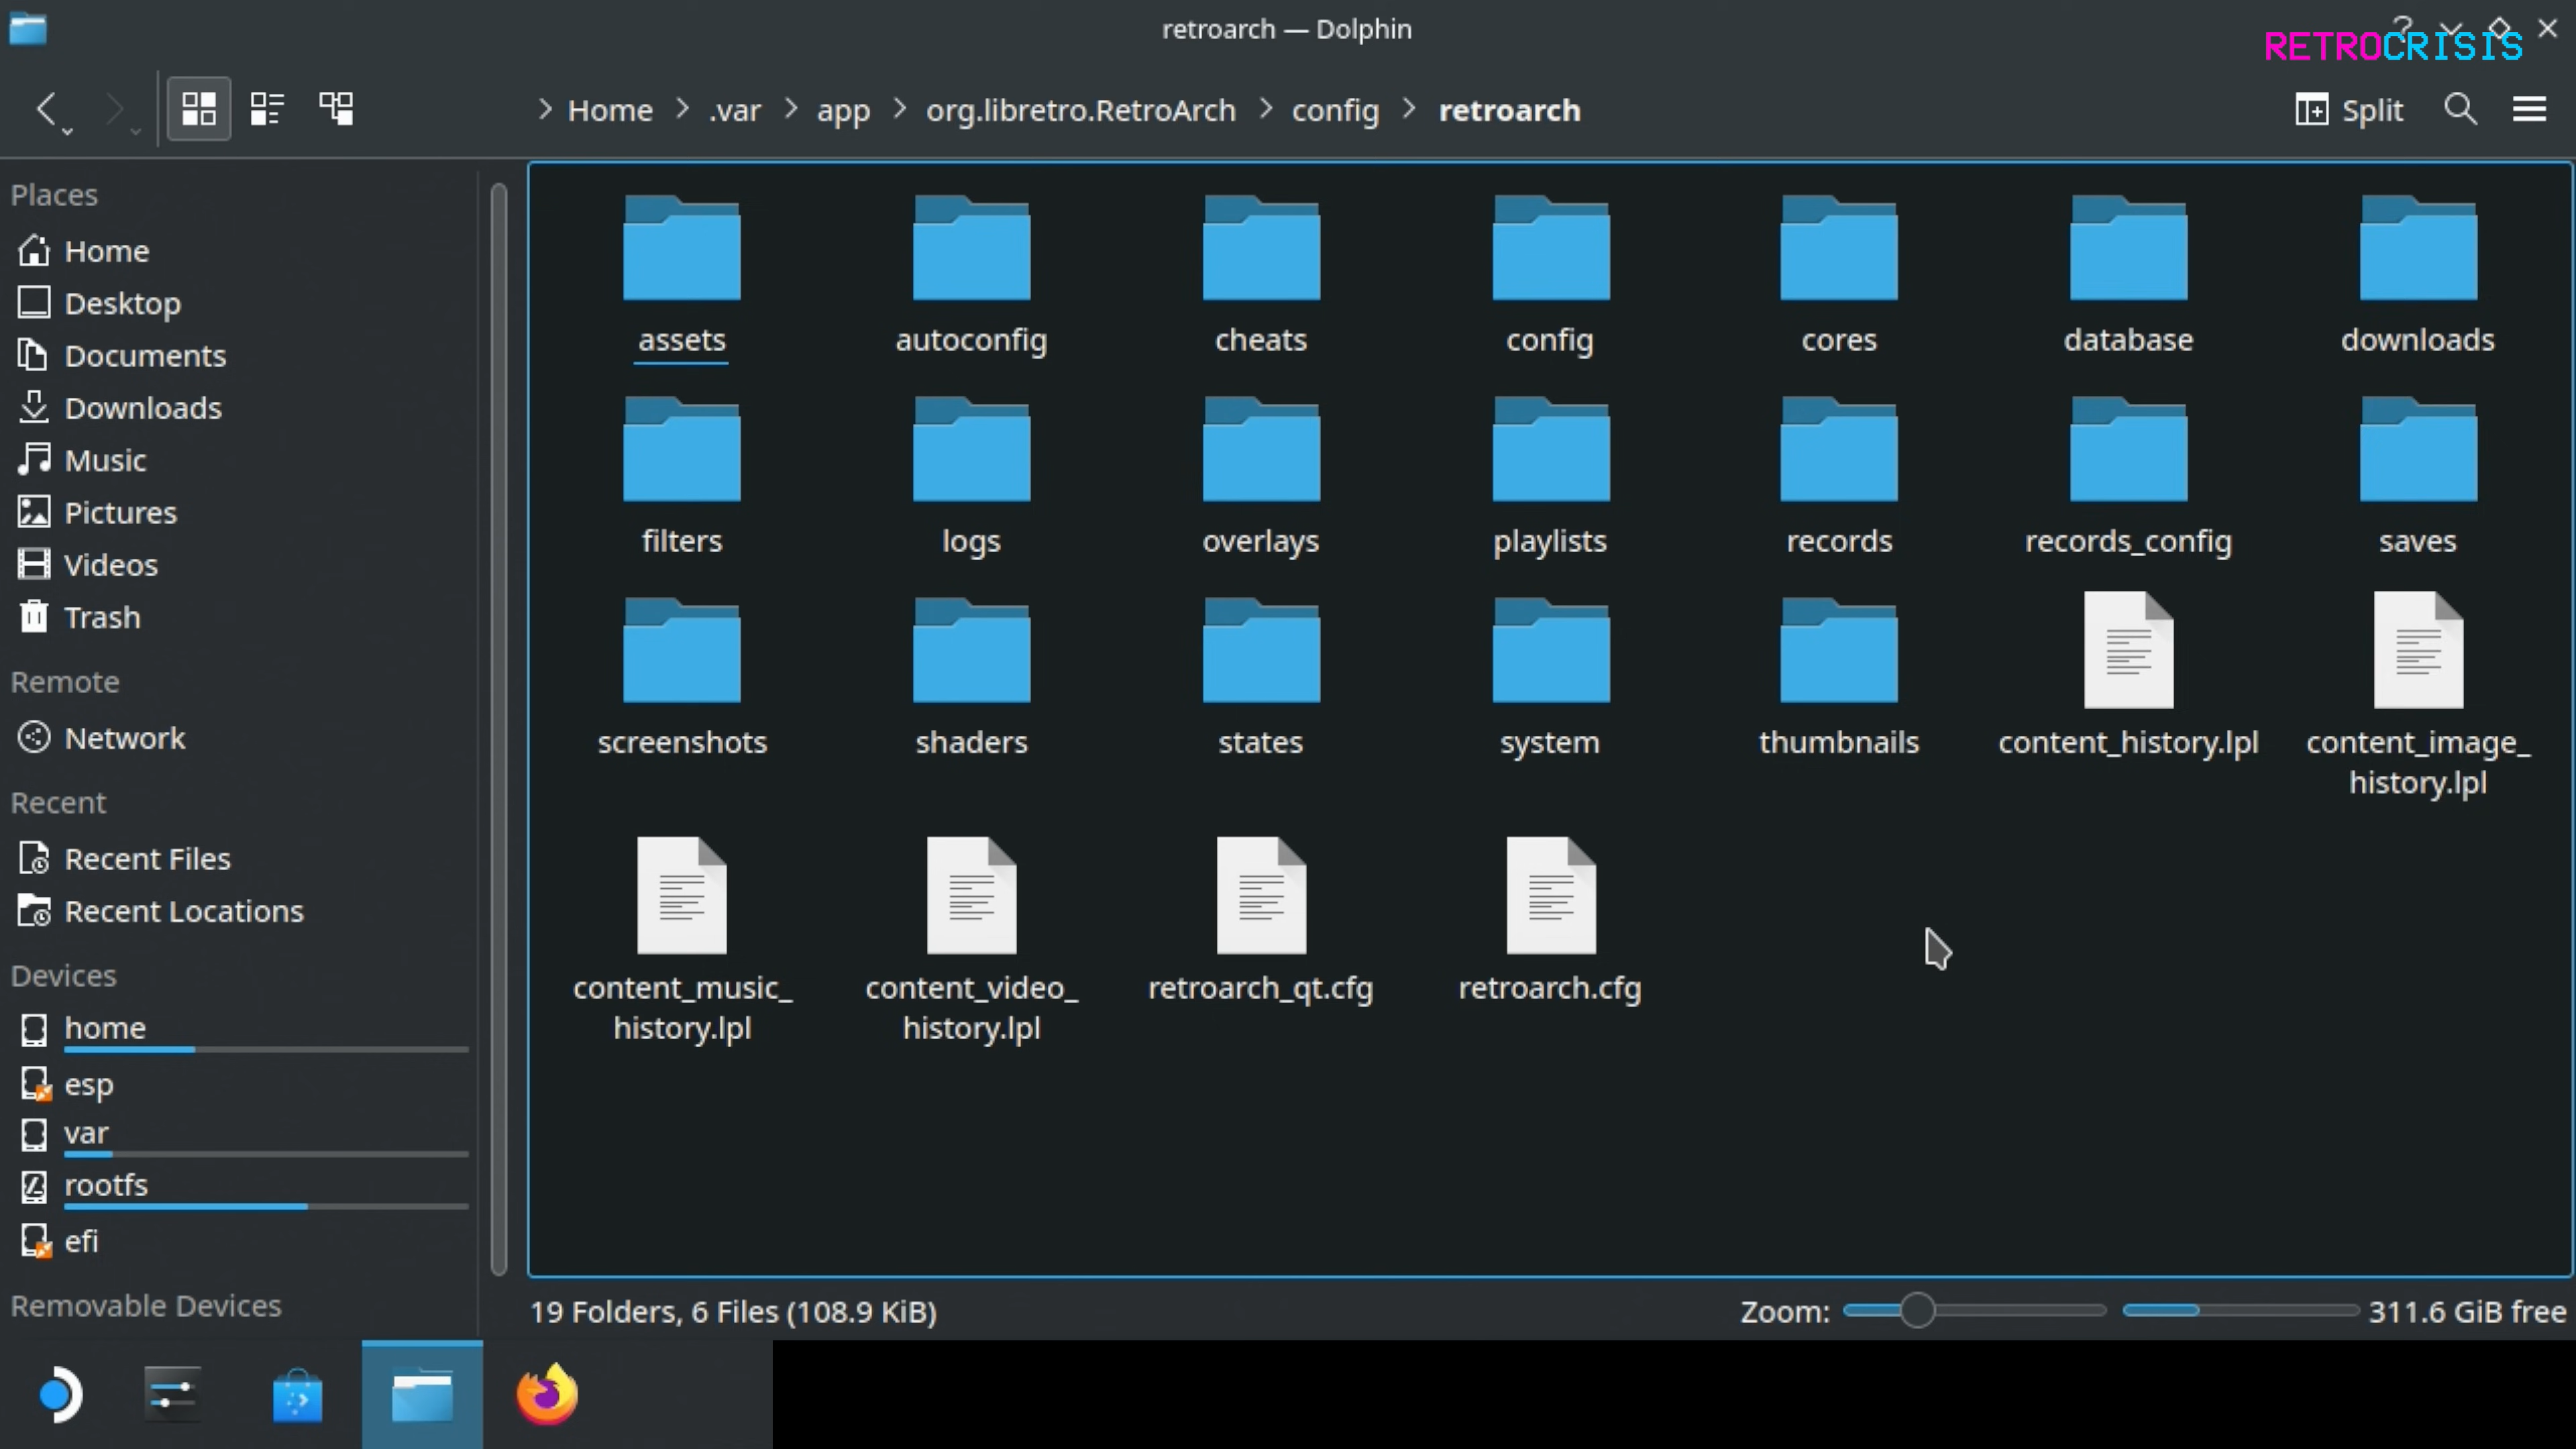 retroarch — Dolphin
RETROCRISIS
Home .var app org.libretro.RetroArch config retroarch
Split
Places
Home
Desktop
Documents
Downloads
Music
Pictures
Videos
Trash
Remote
Network
Recent
Recent Files
Recent Locations
Devices
home
esp
var
rootfs
efi
Removable Devices
assets autoconfig cheats config cores database downloads
filters logs overlays playlists records records_config saves
screenshots shaders states system thumbnails content_history.lpl content_image_
history.lpl
content_music_ content_video_ retroarch_qt.cfg retroarch.cfg
history.lpl history.lpl
19 Folders, 6 Files (108.9 KiB) Zoom: 311.6 GiB free